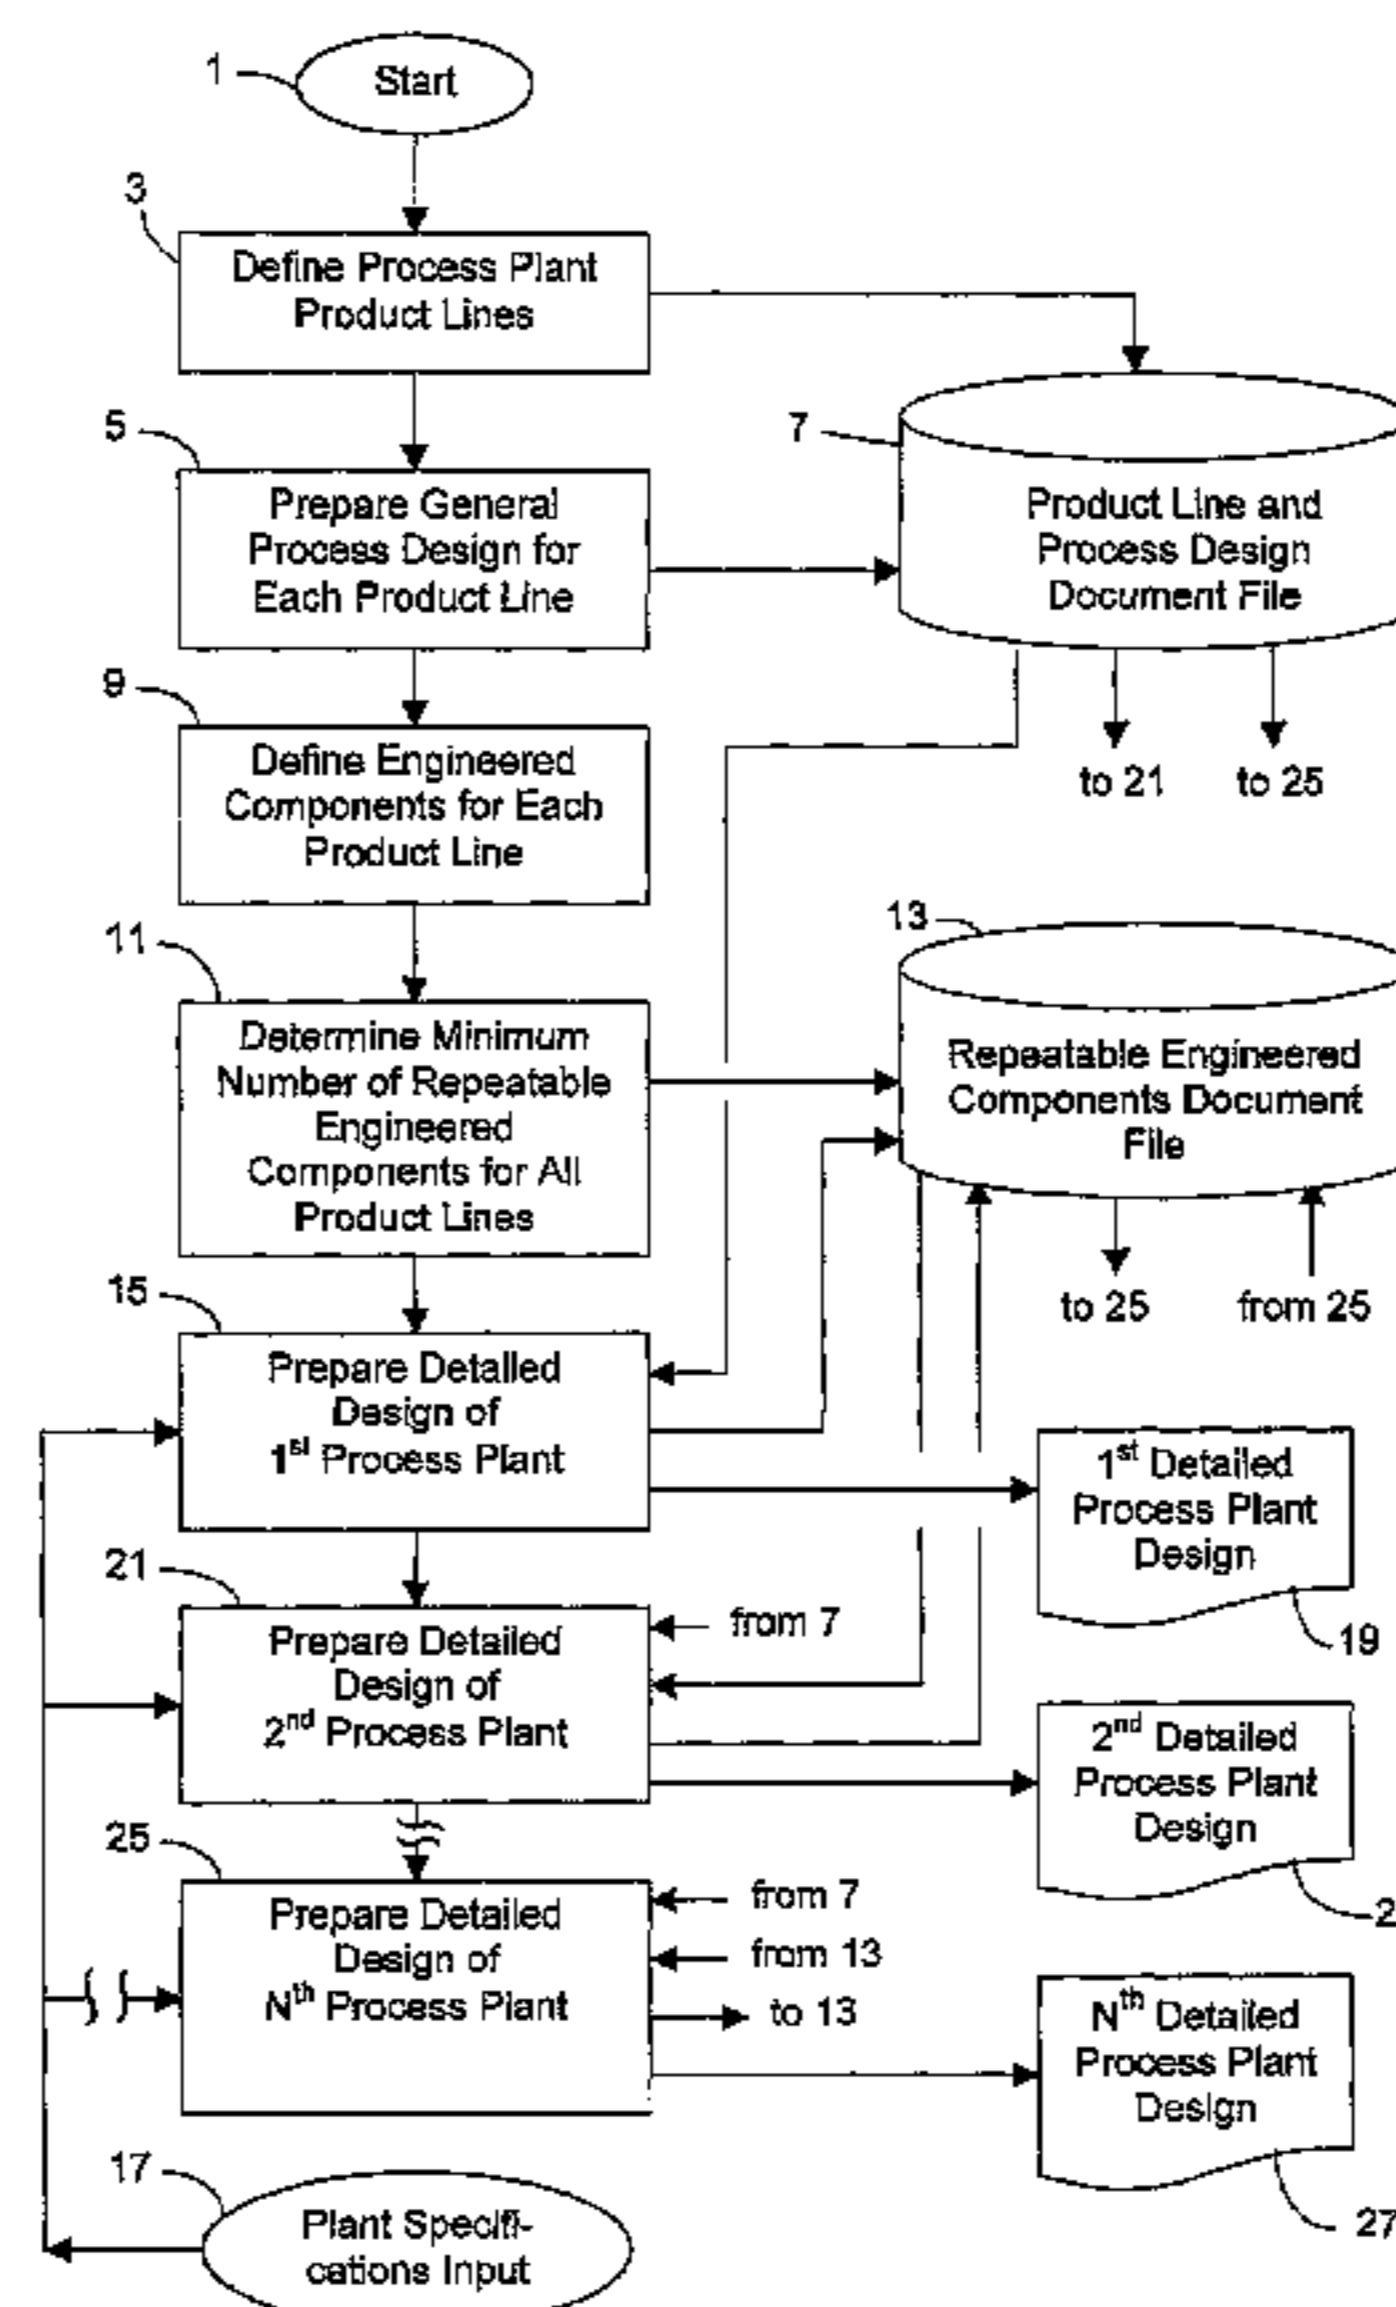 1
Start
3
Define Process Plant
Product Lines
5
Prepare General
Process Design for
Each Product Line
7
Product Line and
Process Design
Document File
to 21
to 25
9
Define Engineered
Components for Each
Product Line
11
Determine Minimum
Number of Repeatable
Engineered
Components for All
Product Lines
13
Repeatable Engineered
Components Document
File
to 25
from 25
15
Prepare Detailed
Design of
1st Process Plant
1st Detailed
Process Plant
Design
19
21
Prepare Detailed
Design of
2nd Process Plant
from 7
2nd Detailed
Process Plant
Design
2
25
Prepare Detailed
Design of
Nth Process Plant
from 7
from 13
to 13
Nth Detailed
Process Plant
Design
27
17
Plant Specifi-
cations Input